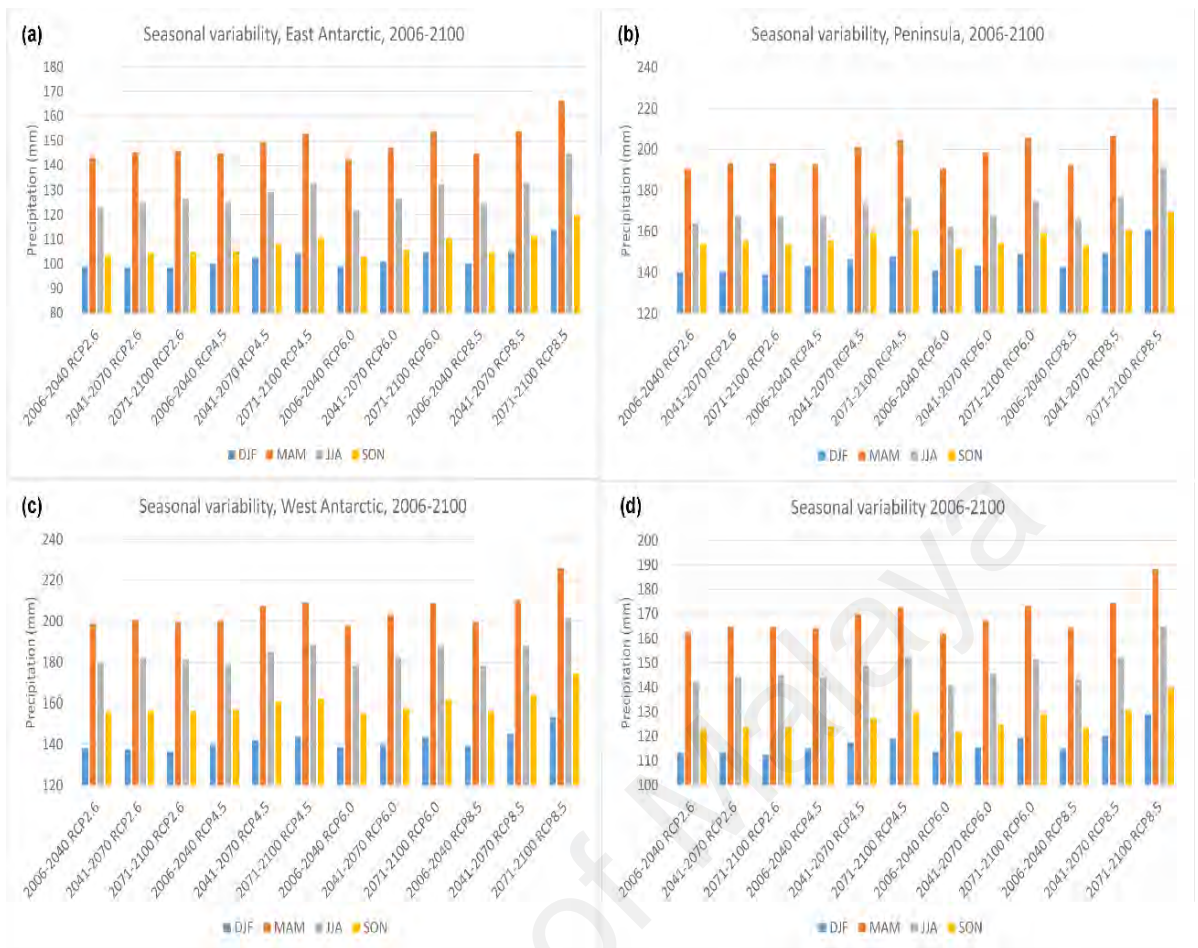 (a)
Seasonal variability, East Antarctic, 2006-2100
Precipitation (mm)
180
170
160
150
140
130
120
110
100
90
80
2006-2040 RCP2.6
2041-2070 RCP2.6
2071-2100 RCP2.6
2006-2040 RCP4.5
2041-2070 RCP4.5
2071-2100 RCP4.5
2006-2040 RCP6.0
2041-2070 RCP6.0
2071-2100 RCP6.0
2006-2040 RCP8.5
2041-2070 RCP8.5
2071-2100 RCP8.5
DJF MAM JJA SON
(b)
Seasonal variability, Peninsula, 2006-2100
Precipitation (mm)
240
220
200
180
160
140
120
2006-2040 RCP2.6
2041-2070 RCP2.6
2071-2100 RCP2.6
2006-2040 RCP4.5
2041-2070 RCP4.5
2071-2100 RCP4.5
2006-2040 RCP6.0
2041-2070 RCP6.0
2071-2100 RCP6.0
2006-2040 RCP8.5
2041-2070 RCP8.5
2071-2100 RCP8.5
DJF MAM JJA SON
(c)
Seasonal variability, West Antarctic, 2006-2100
Precipitation (mm)
240
220
200
180
160
140
120
2006-2040 RCP2.6
2041-2070 RCP2.6
2071-2100 RCP2.6
2006-2040 RCP4.5
2041-2070 RCP4.5
2071-2100 RCP4.5
2006-2040 RCP6.0
2041-2070 RCP6.0
2071-2100 RCP6.0
2006-2040 RCP8.5
2041-2070 RCP8.5
2071-2100 RCP8.5
DJF MAM JJA SON
(d)
Seasonal variability 2006-2100
Precipitation (mm)
200
190
180
170
160
150
140
130
120
110
100
2006-2040 RCP2.6
2041-2070 RCP2.6
2071-2100 RCP2.6
2006-2040 RCP4.5
2041-2070 RCP4.5
2071-2100 RCP4.5
2006-2040 RCP6.0
2041-2070 RCP6.0
2071-2100 RCP6.0
2006-2040 RCP8.5
2041-2070 RCP8.5
2071-2100 RCP8.5
DJF MAM JJA SON
of Malaya